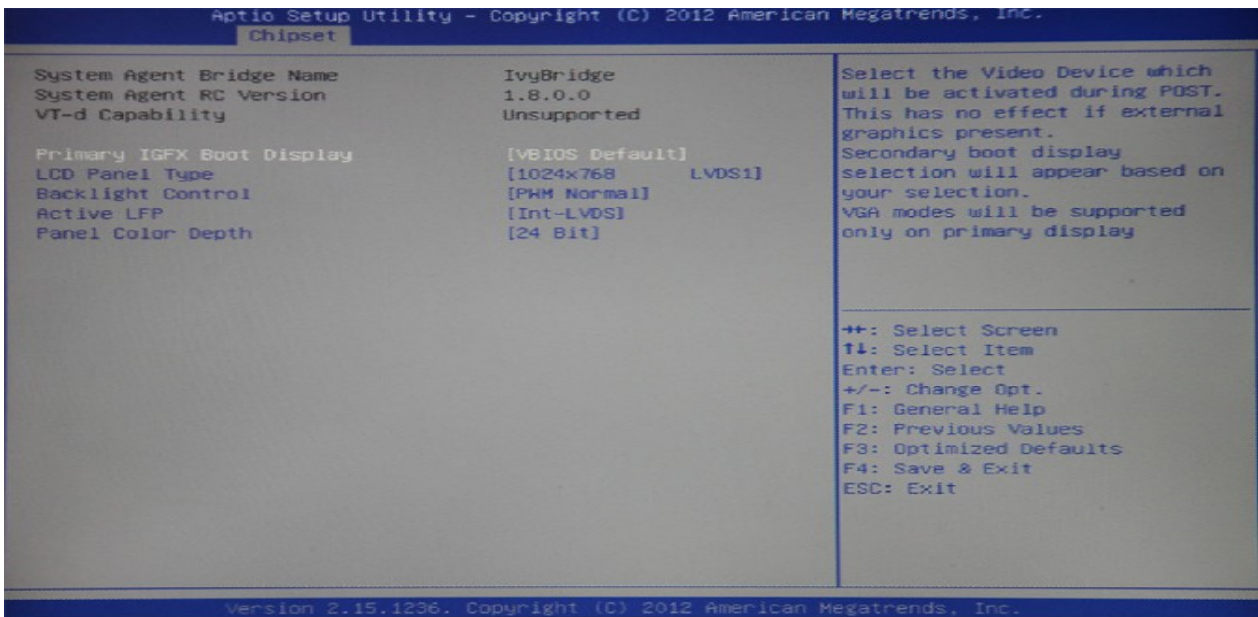 Aptio Setup Utility – Copyright (C) 2012 American Megatrends, Inc.
Chipset
System Agent Bridge Name IvyBridge
System Agent RC Version 1.8.0.0
VT-d Capability Unsupported
Primary IGFX Boot Display [VBIOS Default]
LCD Panel Type [1024x768 LVDS1]
Backlight Control [PWM Normal]
Active LFP [Int-LVDS]
Panel Color Depth [24 Bit]
Select the Video Device which
will be activated during POST.
This has no effect if external
graphics present.
Secondary boot display
selection will appear based on
your selection.
VGA modes will be supported
only on primary display
→←: Select Screen
↑↓: Select Item
Enter: Select
+/-: Change Opt.
F1: General Help
F2: Previous Values
F3: Optimized Defaults
F4: Save & Exit
ESC: Exit
Version 2.15.1236. Copyright (C) 2012 American Megatrends, Inc.